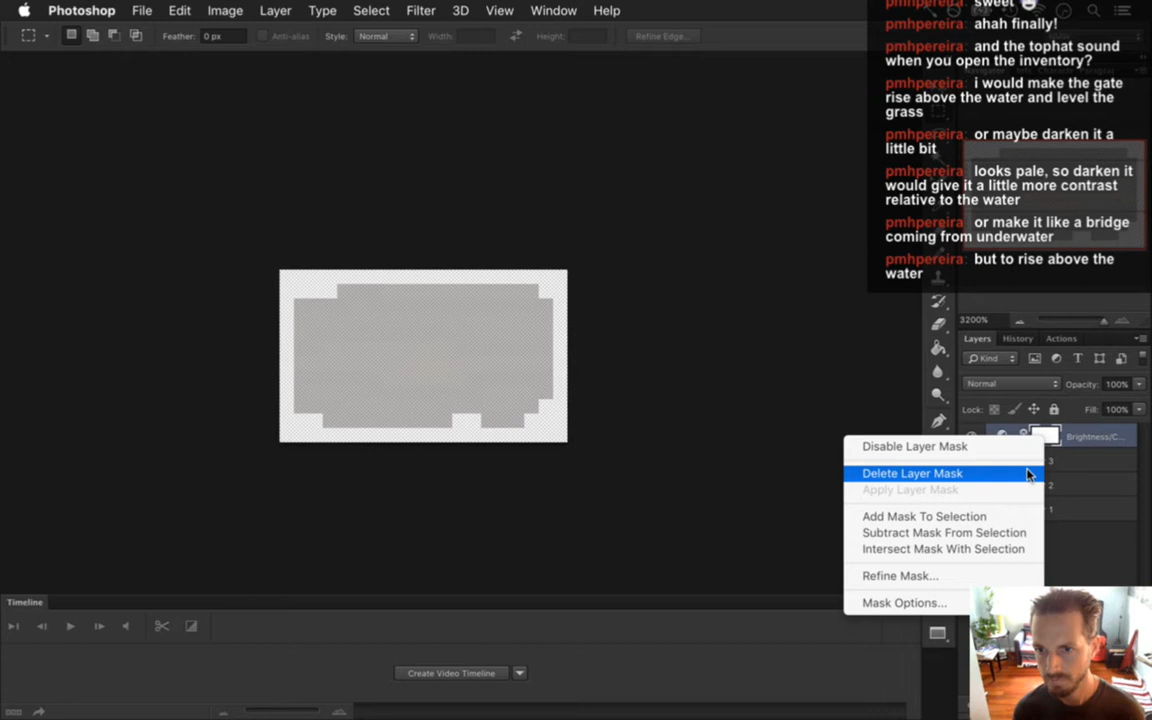 Photoshop File Edit Image Layer Type Select Filter 3D View Window Help
Feather: 0 px Anti-alias Style: Normal Width: Height: Refine Edge...
pmhpereira: sweet
pmhpereira: ahah finally!
pmhpereira: and the tophat sound
when you open the inventory?
pmhpereira: i would make the gate
rise above the water and level the
grass
pmhpereira: or maybe darken it a
little bit
pmhpereira: looks pale, so darken it
would give it a little more contrast
relative to the water
pmhpereira: or make it like a bridge
coming from underwater
pmhpereira: but to rise above the
water
3200%
Layers History Actions
Kind
Normal Opacity: 100%
Lock: Fill: 100%
Brightness/C...
3
2
1
Disable Layer Mask
Delete Layer Mask
Apply Layer Mask
Add Mask To Selection
Subtract Mask From Selection
Intersect Mask With Selection
Refine Mask...
Mask Options...
Timeline
Create Video Timeline